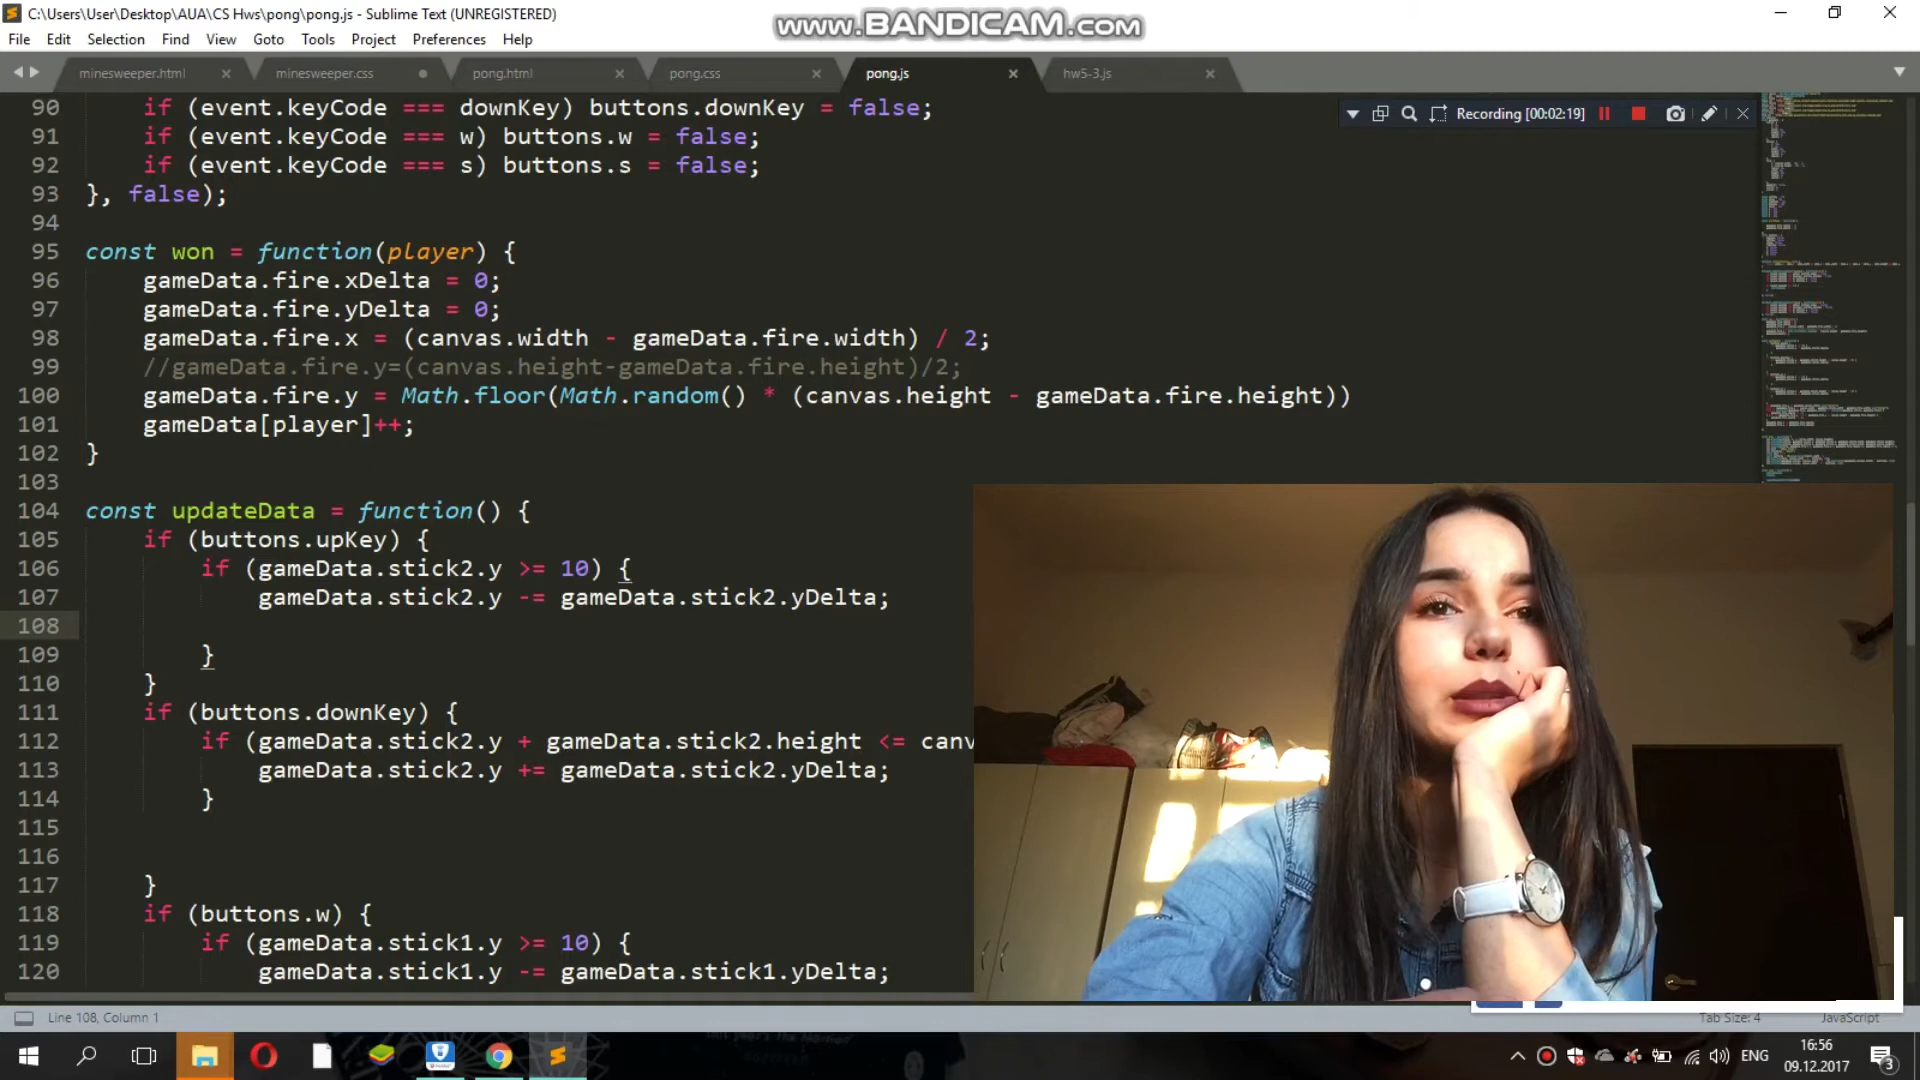 C:\Users\User\Desktop\AUA\CS Hws\pong\pong.js - Sublime Text (UNREGISTERED)
www.BANDICAM.com
File Edit Selection Find View Goto Tools Project Preferences Help
minesweeper.html minesweeper.css pong.html pong.css pong.js hw5-3.js
Recording [00:02:19]
90 if (event.keyCode === downKey) buttons.downKey = false;
91 if (event.keyCode === w) buttons.w = false;
92 if (event.keyCode === s) buttons.s = false;
93 }, false);
94
95 const won = function(player) {
96 gameData.fire.xDelta = 0;
97 gameData.fire.yDelta = 0;
98 gameData.fire.x = (canvas.width - gameData.fire.width) / 2;
99 //gameData.fire.y=(canvas.height-gameData.fire.height)/2;
100 gameData.fire.y = Math.floor(Math.random() * (canvas.height - gameData.fire.height))
101 gameData[player]++;
102 }
103
104 const updateData = function() {
105 if (buttons.upKey) {
106 if (gameData.stick2.y >= 10) {
107 gameData.stick2.y -= gameData.stick2.yDelta;
108
109 }
110 }
111 if (buttons.downKey) {
112 if (gameData.stick2.y + gameData.stick2.height <= canv
113 gameData.stick2.y += gameData.stick2.yDelta;
114 }
115
116
117 }
118 if (buttons.w) {
119 if (gameData.stick1.y >= 10) {
120 gameData.stick1.y -= gameData.stick1.yDelta;
Line 108, Column 1
Tab Size: 4 JavaScript
ENG
16:56
09.12.2017
3